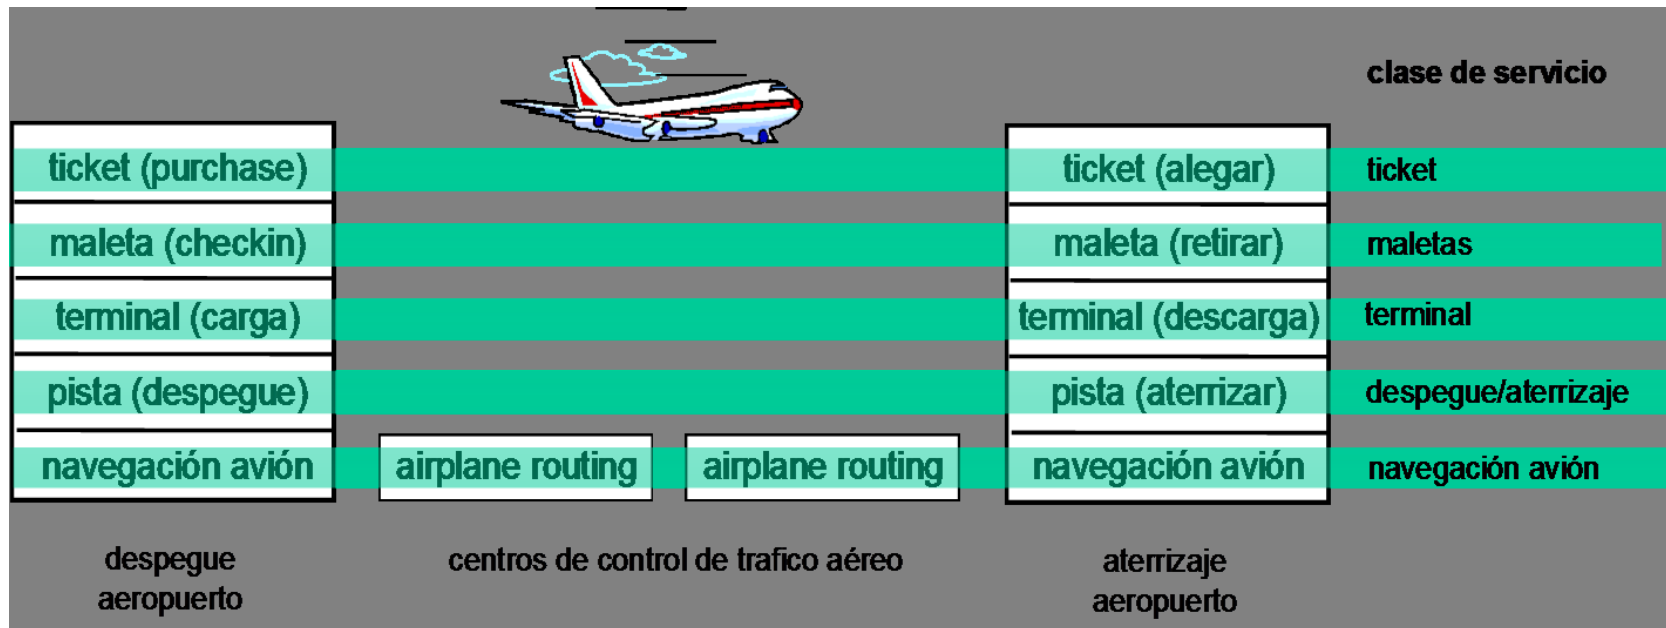 clase de servicio
ticket (purchase)
ticket (alegar)
ticket
maleta (checkin)
maleta (retirar)
maletas
terminal (carga)
terminal (descarga)
terminal
pista (despegue)
pista (aterrizar)
despegue/aterrizaje
navegación avión
airplane routing
airplane routing
navegación avión
navegación avión
despegue
aeropuerto
centros de control de trafico aéreo
aterrizaje
aeropuerto